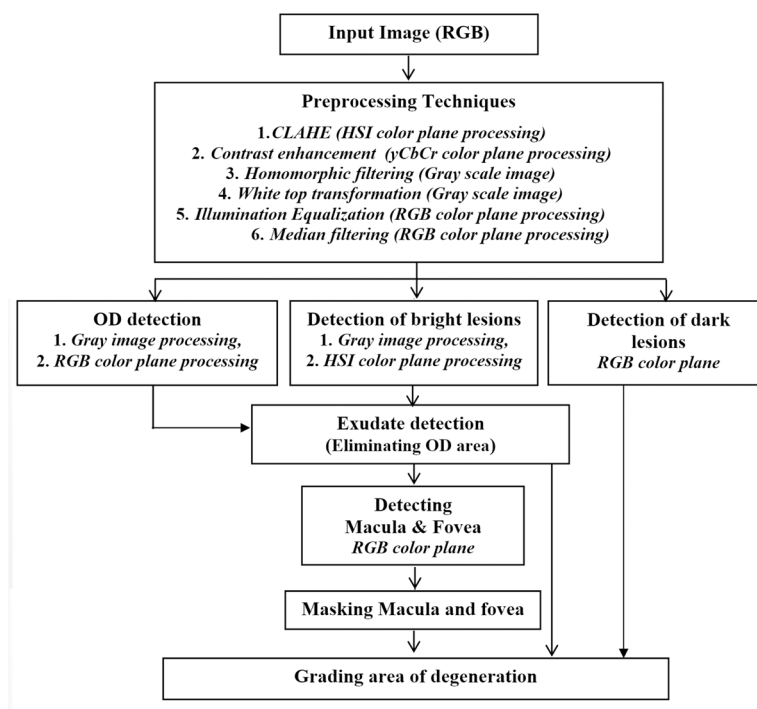 Input Image (RGB)
Preprocessing Techniques
1. CLAHE (HSI color plane processing)
2. Contrast enhancement (yCbCr color plane processing)
3. Homomorphic filtering (Gray scale image)
4. White top transformation (Gray scale image)
5. Illumination Equalization (RGB color plane processing)
6. Median filtering (RGB color plane processing)
OD detection
1. Gray image processing,
2. RGB color plane processing
Detection of bright lesions
1. Gray image processing,
2. HSI color plane processing
Detection of dark
lesions
RGB color plane
Exudate detection
(Eliminating OD area)
Detecting
Macula & Fovea
RGB color plane
Masking Macula and fovea
Grading area of degeneration